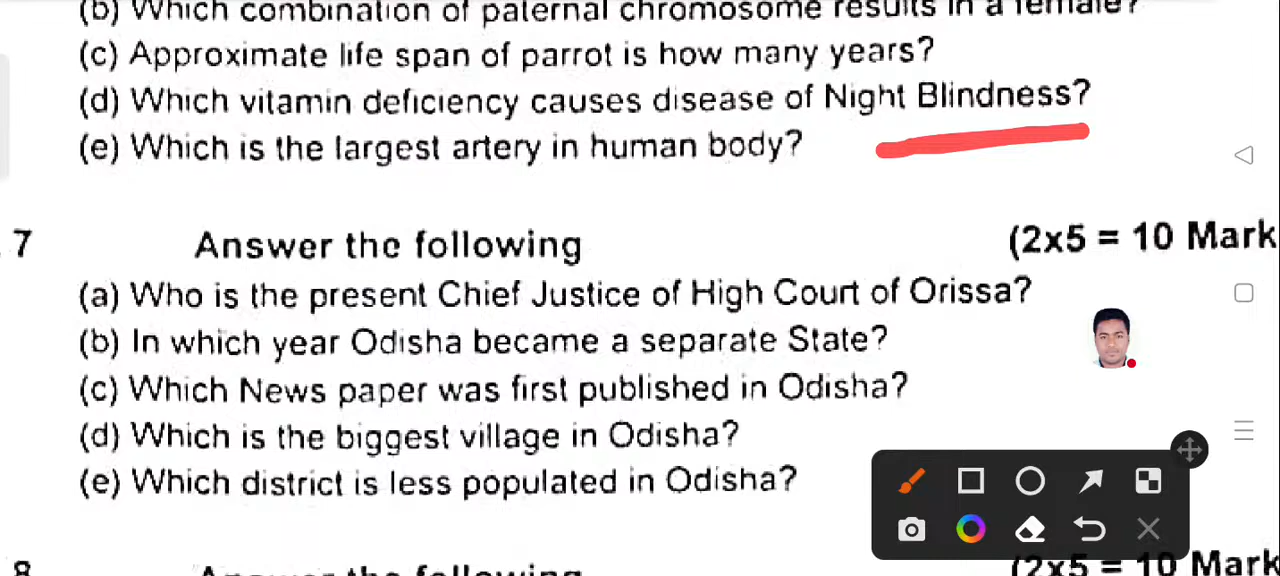 (b) Which combination of paternal chromosome results in a female?
(c) Approximate life span of parrot is how many years?
(d) Which vitamin deficiency causes disease of Night Blindness?
(e) Which is the largest artery in human body?
7 Answer the following (2x5 = 10 Mark
(a) Who is the present Chief Justice of High Court of Orissa?
(b) In which year Odisha became a separate State?
(c) Which News paper was first published in Odisha?
(d) Which is the biggest village in Odisha?
(e) Which district is less populated in Odisha?
8 Answer the following (2x5 = 10 Mark